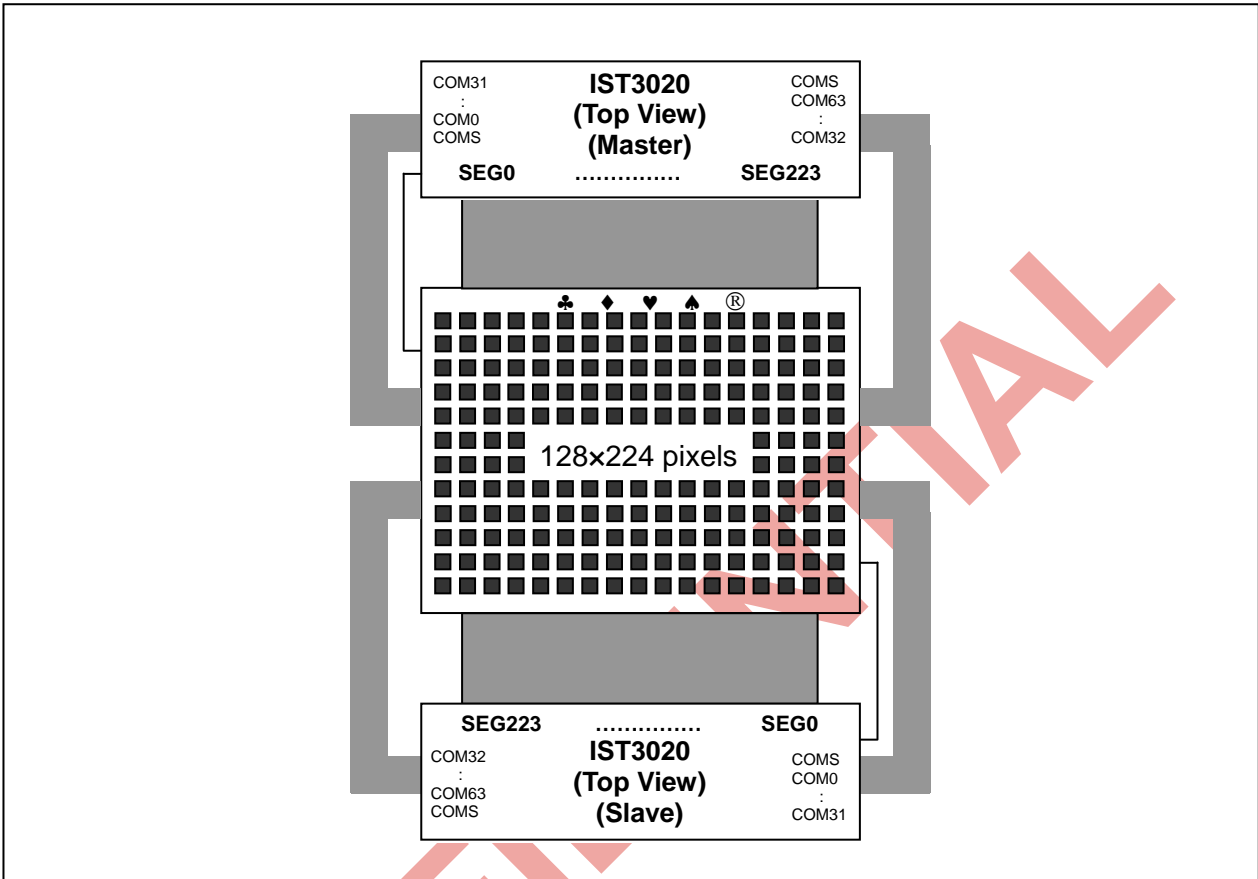 COM31
:
COM0
COMS
IST3020
(Top View)
(Master)
COMS
COM63
:
COM32
SEG0 ............... SEG223
♣ ♦ ♥ ♠ ®
128×224 pixels
SEG223 ............... SEG0
COM32
:
COM63
COMS
IST3020
(Top View)
(Slave)
COMS
COM0
:
COM31